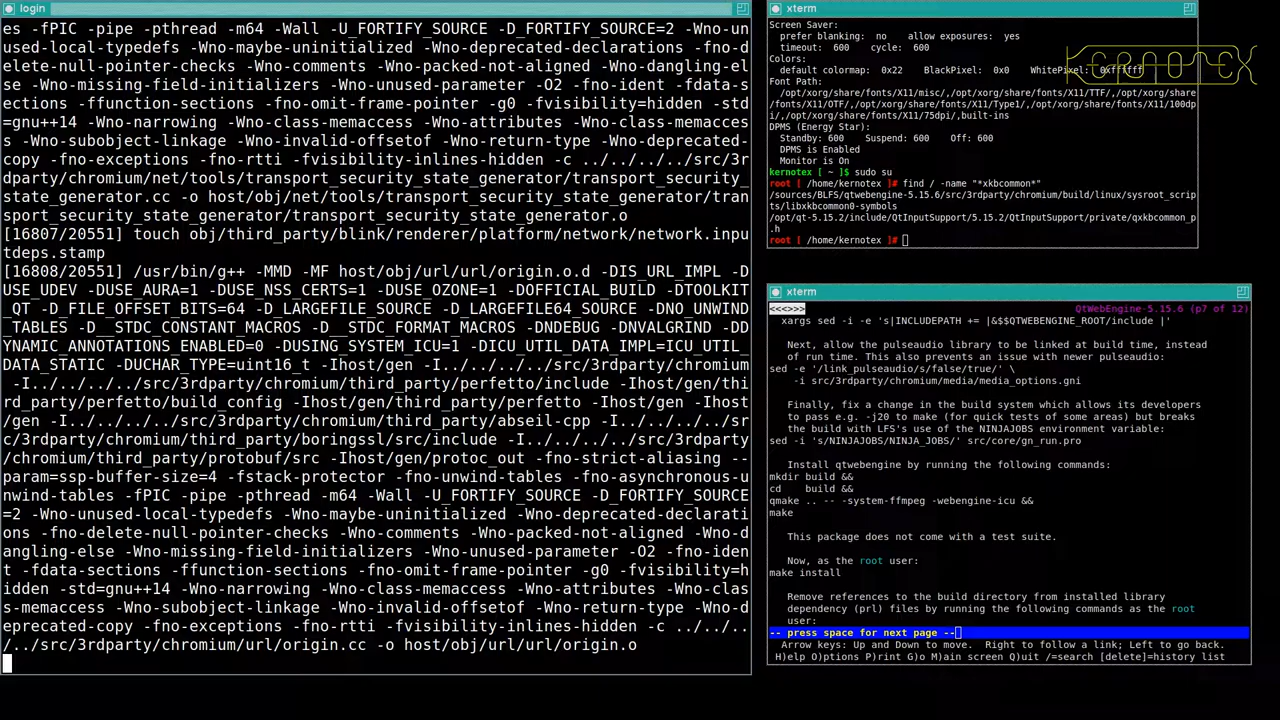 login
es -fPIC -pipe -pthread -m64 -Wall -U_FORTIFY_SOURCE -D_FORTIFY_SOURCE=2 -Wno-un
used-local-typedefs -Wno-maybe-uninitialized -Wno-deprecated-declarations -fno-d
elete-null-pointer-checks -Wno-comments -Wno-packed-not-aligned -Wno-dangling-el
se -Wno-missing-field-initializers -Wno-unused-parameter -O2 -fno-ident -fdata-s
ections -ffunction-sections -fno-omit-frame-pointer -g0 -fvisibility=hidden -std
=gnu++14 -Wno-narrowing -Wno-class-memaccess -Wno-attributes -Wno-class-memacces
s -Wno-subobject-linkage -Wno-invalid-offsetof -Wno-return-type -Wno-deprecated-
copy -fno-exceptions -fno-rtti -fvisibility-inlines-hidden -c ../../../../src/3r
dparty/chromium/net/tools/transport_security_state_generator/transport_security_
state_generator.cc -o host/obj/net/tools/transport_security_state_generator/tran
sport_security_state_generator/transport_security_state_generator.o
[16807/20551] touch obj/third_party/blink/renderer/platform/network/network.inpu
tdeps.stamp
[16808/20551] /usr/bin/g++ -MMD -MF host/obj/url/url/origin.o.d -DIS_URL_IMPL -D
USE_UDEV -DUSE_AURA=1 -DUSE_NSS_CERTS=1 -DUSE_OZONE=1 -DOFFICIAL_BUILD -DTOOLKIT
_QT -D_FILE_OFFSET_BITS=64 -D_LARGEFILE_SOURCE -D_LARGEFILE64_SOURCE -DNO_UNWIND
_TABLES -D__STDC_CONSTANT_MACROS -D__STDC_FORMAT_MACROS -DNDEBUG -DNVALGRIND -DD
YNAMIC_ANNOTATIONS_ENABLED=0 -DUSING_SYSTEM_ICU=1 -DICU_UTIL_DATA_IMPL=ICU_UTIL_
DATA_STATIC -DUCHAR_TYPE=uint16_t -Ihost/gen -I../../../../src/3rdparty/chromium
 -I../../../../src/3rdparty/chromium/third_party/perfetto/include -Ihost/gen/thi
rd_party/perfetto/build_config -Ihost/gen/third_party/perfetto -Ihost/gen -Ihost
/gen -I../../../../src/3rdparty/chromium/third_party/abseil-cpp -I../../../../sr
c/3rdparty/chromium/third_party/boringssl/src/include -I../../../../src/3rdparty
/chromium/third_party/protobuf/src -Ihost/gen/protoc_out -fno-strict-aliasing --
param=ssp-buffer-size=4 -fstack-protector -fno-unwind-tables -fno-asynchronous-u
nwind-tables -fPIC -pipe -pthread -m64 -Wall -U_FORTIFY_SOURCE -D_FORTIFY_SOURCE
=2 -Wno-unused-local-typedefs -Wno-maybe-uninitialized -Wno-deprecated-declarati
ons -fno-delete-null-pointer-checks -Wno-comments -Wno-packed-not-aligned -Wno-d
angling-else -Wno-missing-field-initializers -Wno-unused-parameter -O2 -fno-iden
t -fdata-sections -ffunction-sections -fno-omit-frame-pointer -g0 -fvisibility=h
idden -std=gnu++14 -Wno-narrowing -Wno-class-memaccess -Wno-attributes -Wno-clas
s-memaccess -Wno-subobject-linkage -Wno-invalid-offsetof -Wno-return-type -Wno-d
eprecated-copy -fno-exceptions -fno-rtti -fvisibility-inlines-hidden -c ../../..
/../src/3rdparty/chromium/url/origin.cc -o host/obj/url/url/origin.o
xterm
Screen Saver:
prefer blanking:  no    allow exposures:  yes
timeout:  600    cycle:  600
Colors:
default colormap:  0x22    BlackPixel:  0x0    WhitePixel:  0xffffff
KERNOTEX
Font Path:
/opt/xorg/share/fonts/X11/misc/,/opt/xorg/share/fonts/X11/TTF/,/opt/xorg/share
/fonts/X11/OTF/,/opt/xorg/share/fonts/X11/Type1/,/opt/xorg/share/fonts/X11/100dp
i/,/opt/xorg/share/fonts/X11/75dpi/,built-ins
DPMS (Energy Star):
Standby: 600    Suspend: 600    Off: 600
DPMS is Enabled
Monitor is On
kernotex [ ~ ]$ sudo su
root [ /home/kernotex ]# find / -name "*xkbcommon*"
/sources/BLFS/qtwebengine-5.15.6/src/3rdparty/chromium/build/linux/sysroot_scrip
ts/libxkbcommon0-symbols
/opt/qt-5.15.2/include/QtInputSupport/5.15.2/QtInputSupport/private/qxkbcommon_p
.h
root [ /home/kernotex ]#
xterm
<<<>>> QtWebEngine-5.15.6 (p7 of 12)
xargs sed -i -e 's|INCLUDEPATH += |&$$QTWEBENGINE_ROOT/include |'
Next, allow the pulseaudio library to be linked at build time, instead
of run time. This also prevents an issue with newer pulseaudio:
sed -e '/link_pulseaudio/s/false/true/' \
-i src/3rdparty/chromium/media/media_options.gni
Finally, fix a change in the build system which allows its developers
to pass e.g. -j20 to make (for quick tests of some areas) but breaks
the build with LFS's use of the NINJAJOBS environment variable:
sed -i 's/NINJAJOBS/NINJA_JOBS/' src/core/gn_run.pro
Install qtwebengine by running the following commands:
mkdir build &&
cd    build &&
qmake .. -- -system-ffmpeg -webengine-icu &&
make
This package does not come with a test suite.
Now, as the root user:
make install
Remove references to the build directory from installed library
dependency (prl) files by running the following commands as the root
user:
-- press space for next page --
Arrow keys: Up and Down to move.  Right to follow a link; Left to go back.
H)elp O)ptions P)rint G)o M)ain screen Q)uit /=search [delete]=history list